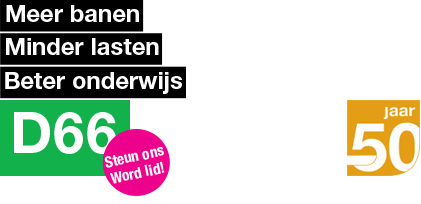 Meer banen
Minder lasten
Beter onderwijs
D66
Steun ons
Word lid!
jaar
50